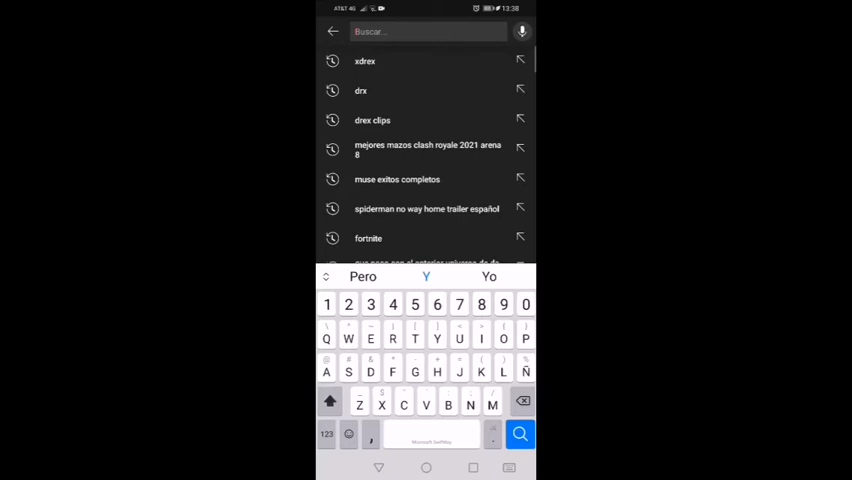 AT&T 4G 13:38
Buscar...
xdrex
drx
drex clips
mejores mazos clash royale 2021 arena
8
muse exitos completos
spiderman no way home trailer español
fortnite
Pero Y Yo
1 2 3 4 5 6 7 8 9 0
Q W E R T Y U I O P
A S D F G H J K L Ñ
Z X C V B N M
123 , Microsoft SwiftKey .